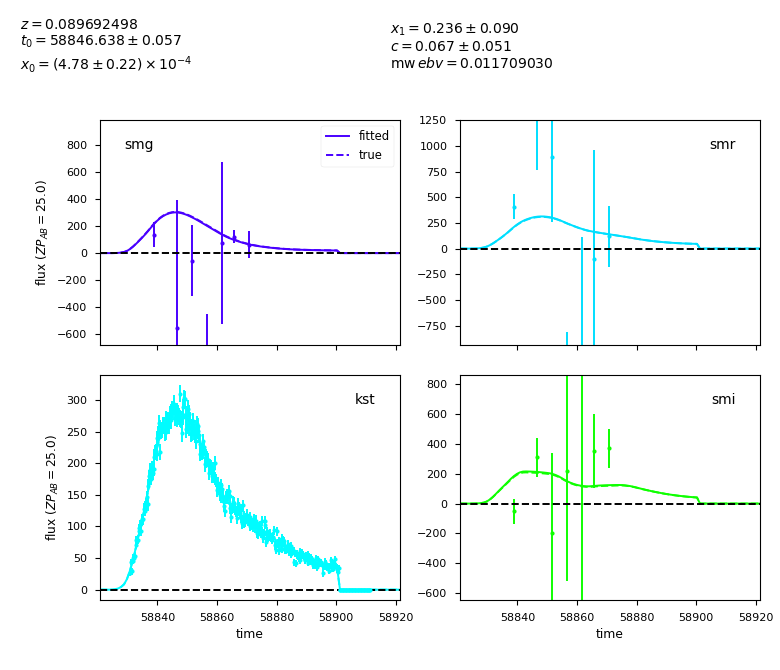 z = 0.089692498
t₀ = 58846.638 ± 0.057
x₀ = (4.78 ± 0.22) × 10⁻⁴
x₁ = 0.236 ± 0.090
c = 0.067 ± 0.051
mw ebv = 0.011709030
smg
fitted
true
800
600
400
200
0
−200
−400
−600
flux (ZP_AB = 25.0)
smr
1250
1000
750
500
250
0
−250
−500
−750
kst
300
250
200
150
100
50
0
flux (ZP_AB = 25.0)
58840 58860 58880 58900 58920
time
smi
800
600
400
200
0
−200
−400
−600
58840 58860 58880 58900 58920
time